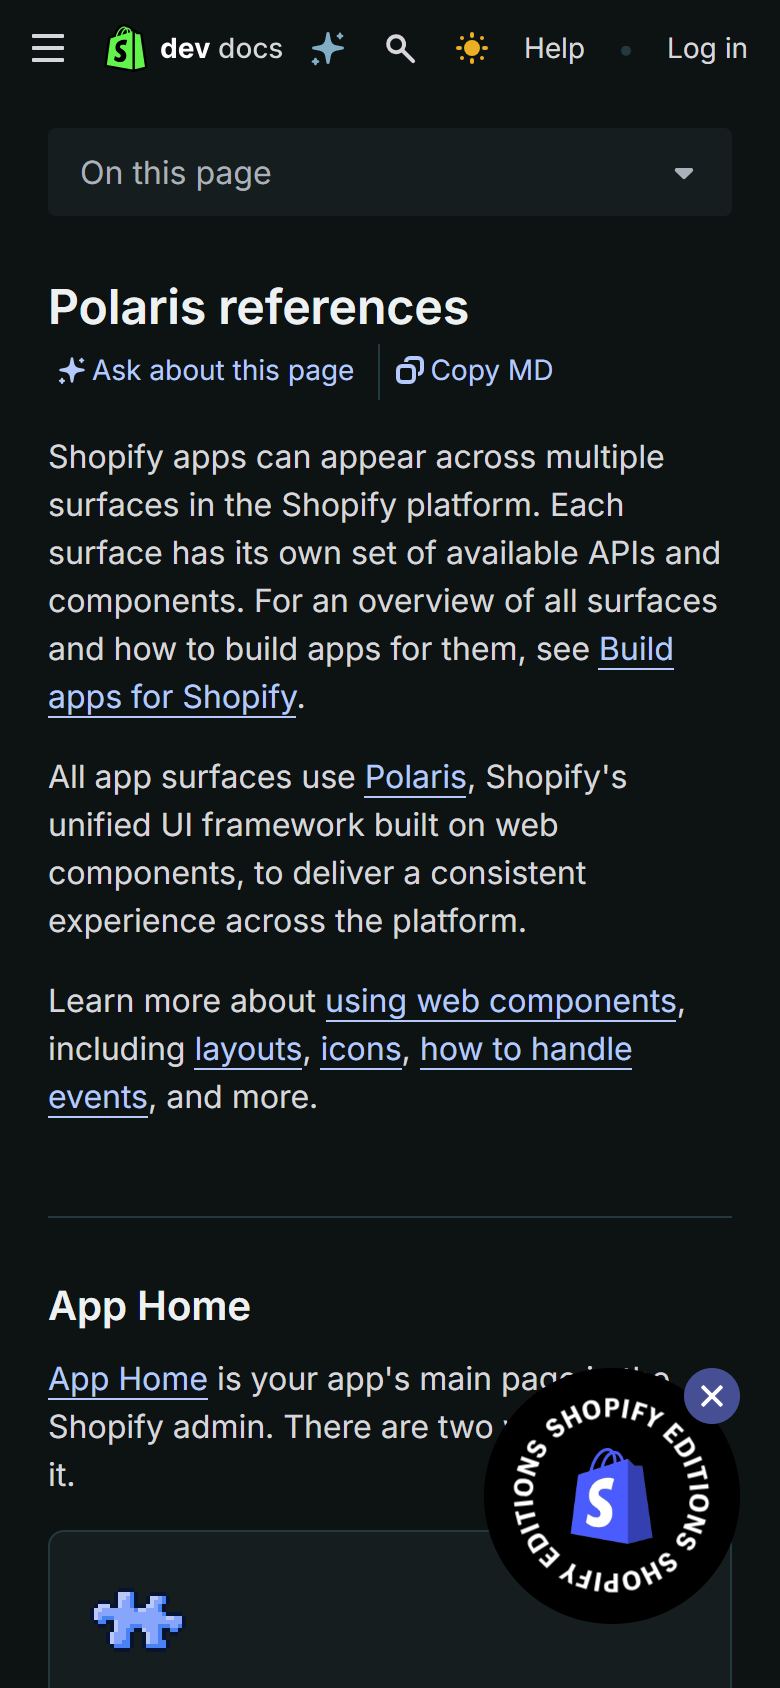 dev docs
Help
Log in
On this page
Polaris references
Ask about this page
Copy MD
Shopify apps can appear across multiple
surfaces in the Shopify platform. Each
surface has its own set of available APIs and
components. For an overview of all surfaces
and how to build apps for them, see Build
apps for Shopify.
All app surfaces use Polaris, Shopify's
unified UI framework built on web
components, to deliver a consistent
experience across the platform.
Learn more about using web components,
including layouts, icons, how to handle
events, and more.
App Home
App Home is your app's main page in the
Shopify admin. There are two
it.
SHOPIFY EDITIONS SHOPIFY EDITIONS